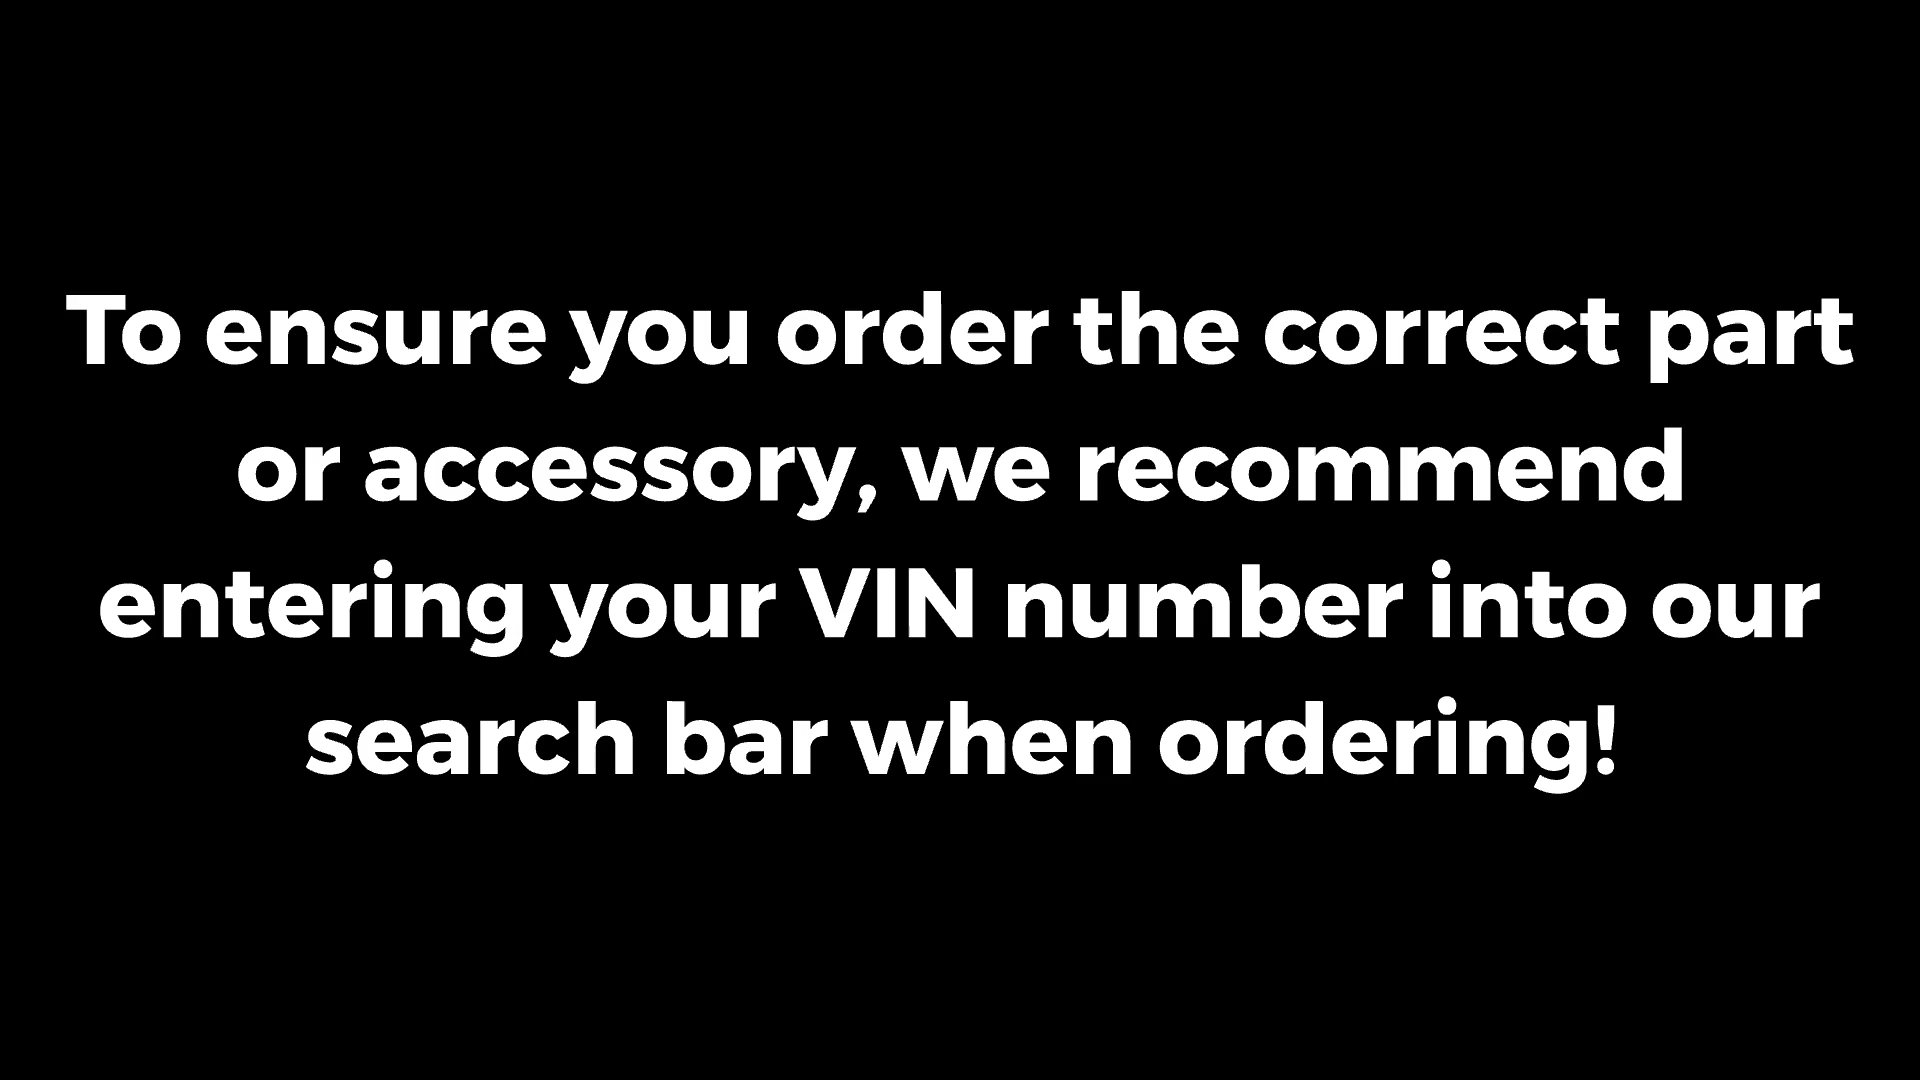 To ensure you order the correct part
or accessory, we recommend
entering your VIN number into our
search bar when ordering!